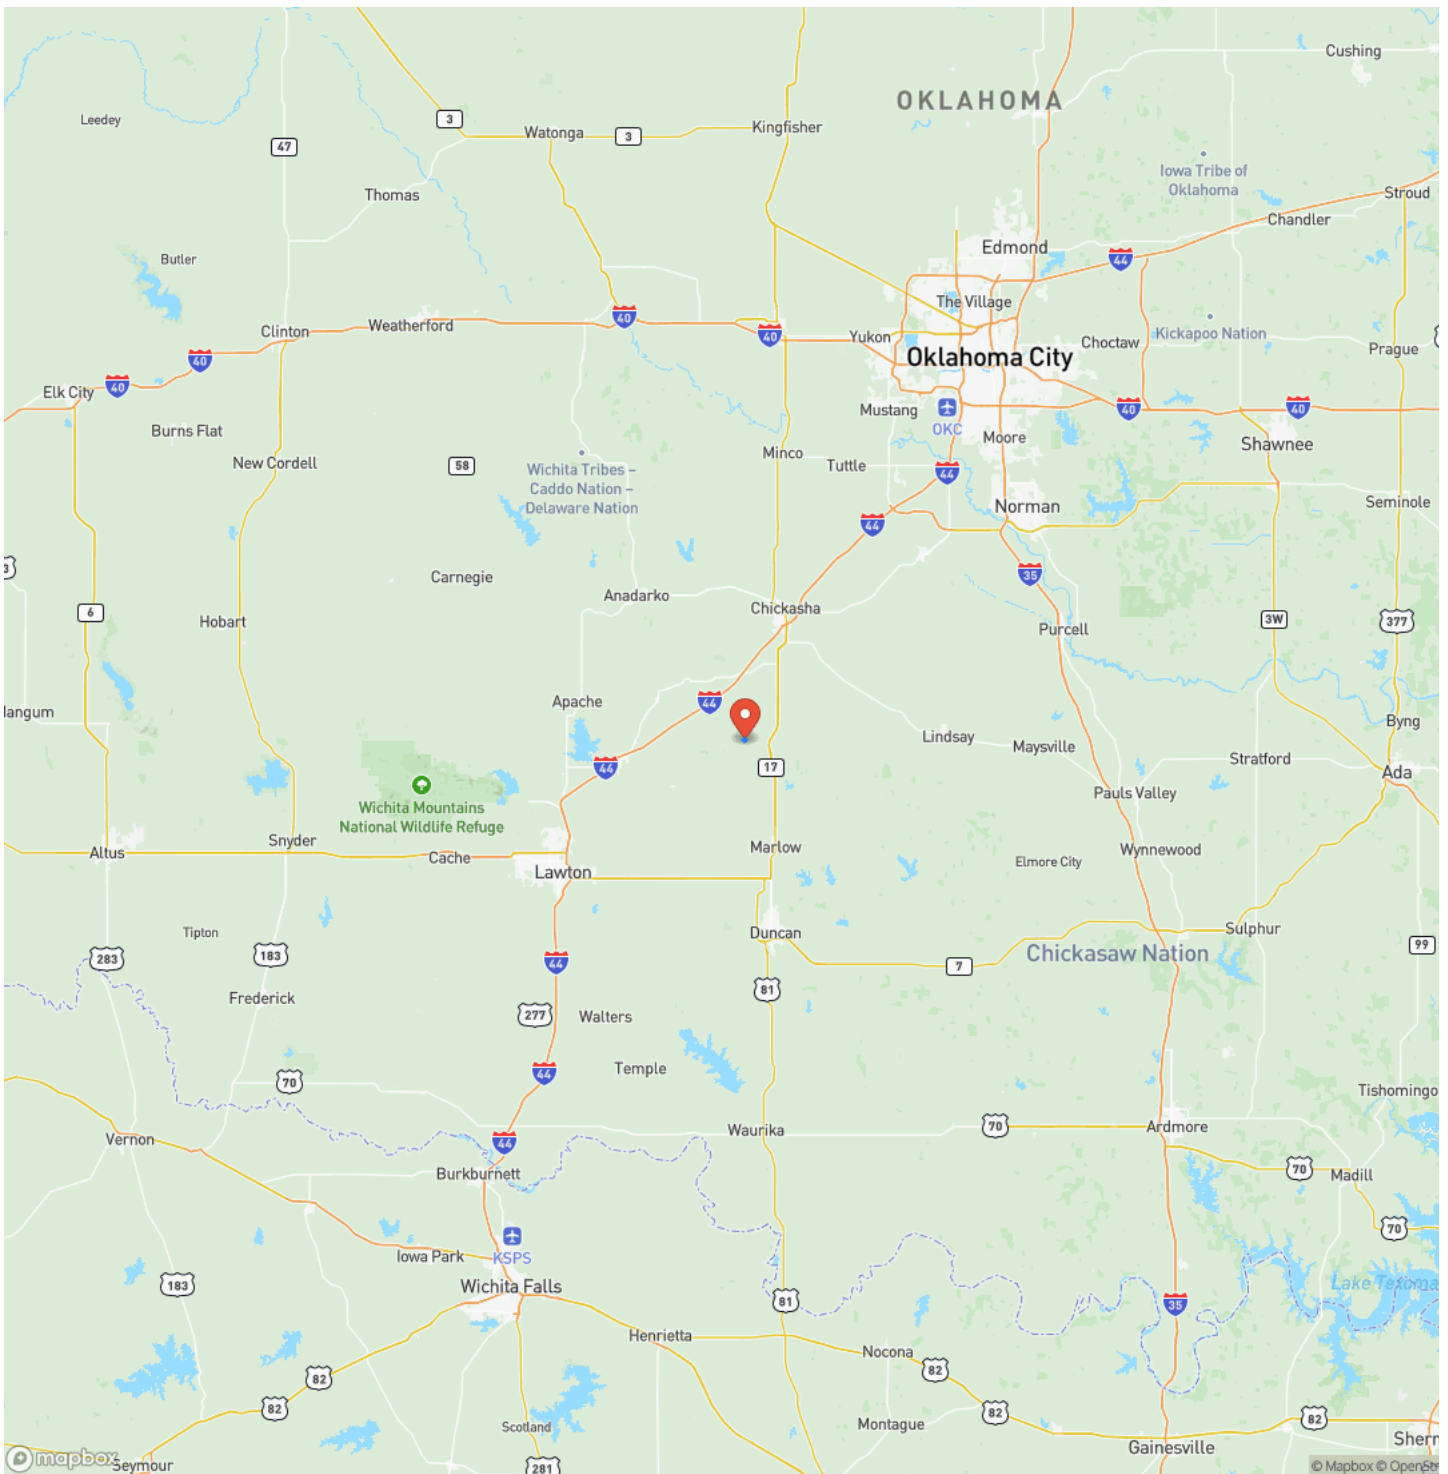 Cushing
OKLAHOMA
Leedey
3
Watonga
3
Kingfisher
47
Iowa Tribe of
Oklahoma
Thomas
Stroud
Chandler
Edmond
44
Butler
The Village
40
Clinton
Weatherford
40
Yukon
Kickapoo Nation
Choctaw
Prague
Oklahoma City
40
40
Elk City
Mustang
OKC
40
40
Burns Flat
Moore
Shawnee
New Cordell
58
Minco
Tuttle
44
Wichita Tribes –
Caddo Nation –
Delaware Nation
Norman
Seminole
44
3
Carnegie
35
Anadarko
Chickasha
6
Hobart
3W
377
Purcell
Apache
44
langum
Byng
Lindsay
Maysville
Stratford
44
17
Ada
Wichita Mountains
National Wildlife Refuge
Pauls Valley
Snyder
Marlow
Altus
Cache
Elmore City
Wynnewood
Lawton
Tipton
Duncan
Sulphur
283
183
44
7
Chickasaw Nation
99
81
Frederick
277
Walters
Temple
70
44
Tishomingo
Vernon
44
Waurika
70
Ardmore
Burkburnett
70
Madill
Iowa Park
KSPS
70
183
Wichita Falls
81
35
Lake Texoma
Henrietta
Nocona
82
82
82
82
82
Scotland
Montague
Gainesville
Sherm
mapbox
Seymour
281
© Mapbox © OpenStr